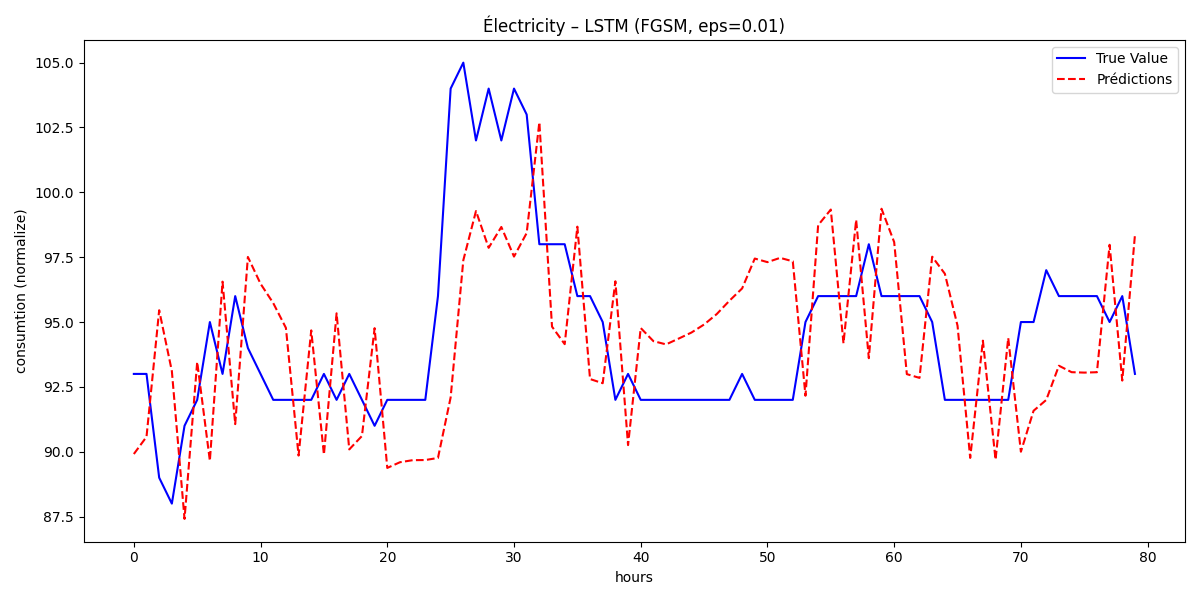 Électricity – LSTM (FGSM, eps=0.01)
True Value
Prédictions
consumtion (normalize)
105.0
102.5
100.0
97.5
95.0
92.5
90.0
87.5
0 10 20 30 40 50 60 70 80
hours